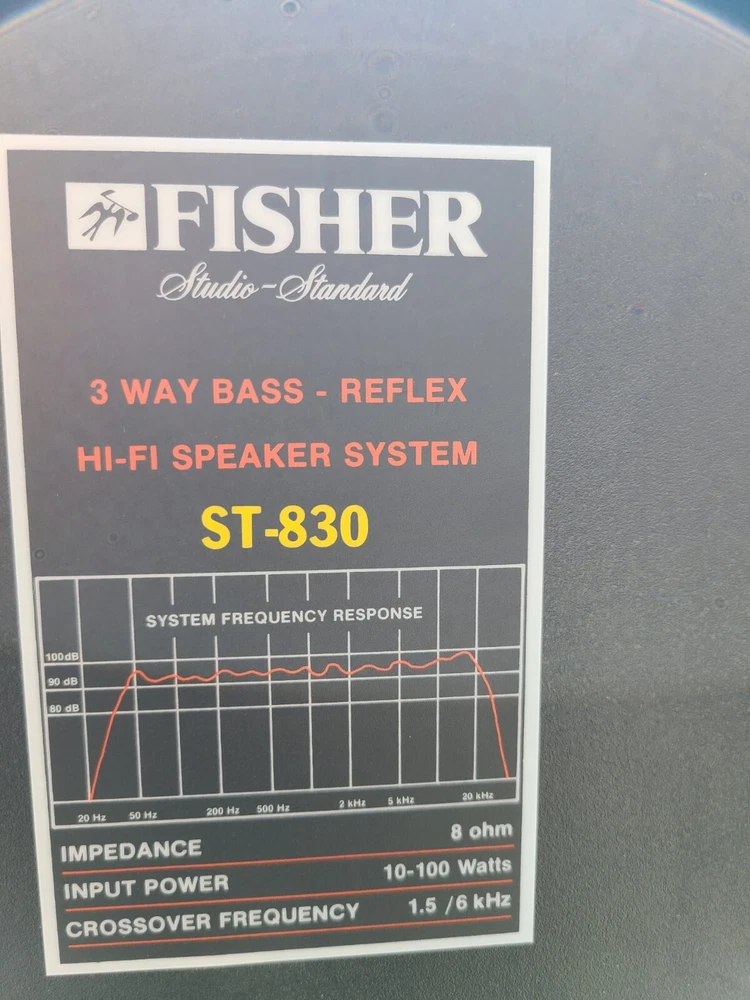 FISHER
Studio-Standard
3 WAY BASS - REFLEX
HI-FI SPEAKER SYSTEM
ST-830
SYSTEM FREQUENCY RESPONSE
100 dB
90 dB
80 dB
20 Hz 50 Hz 200 Hz 500 Hz 2 kHz 5 kHz 20 kHz
IMPEDANCE 8 ohm
INPUT POWER 10-100 Watts
CROSSOVER FREQUENCY 1.5 /6 kHz